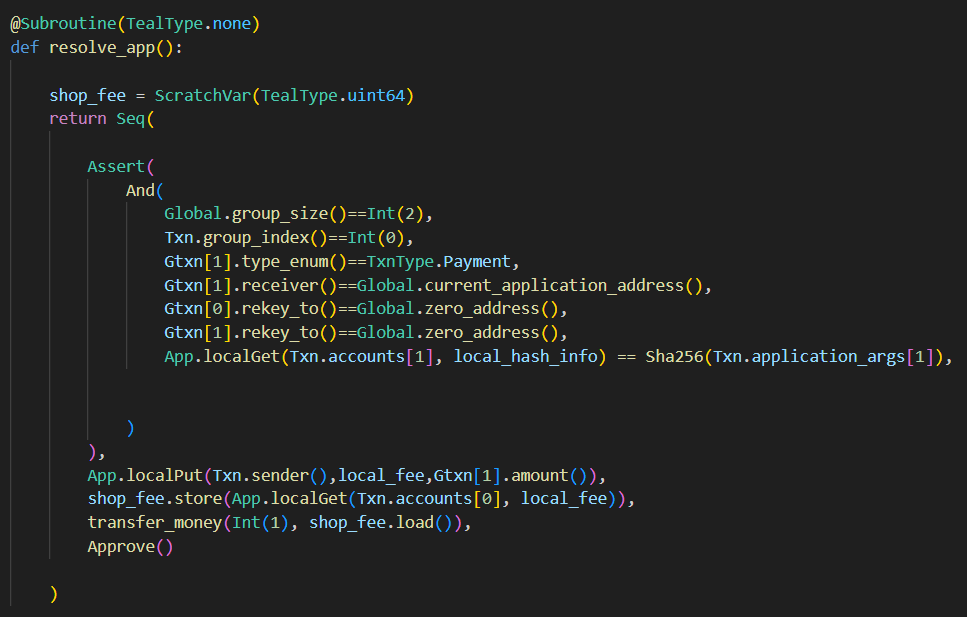 @Subroutine(TealType.none)
def resolve_app():
shop_fee = ScratchVar(TealType.uint64)
return Seq(
Assert(
And(
Global.group_size()==Int(2),
Txn.group_index()==Int(0),
Gtxn[1].type_enum()==TxnType.Payment,
Gtxn[1].receiver()==Global.current_application_address(),
Gtxn[0].rekey_to()==Global.zero_address(),
Gtxn[1].rekey_to()==Global.zero_address(),
App.localGet(Txn.accounts[1], local_hash_info) == Sha256(Txn.application_args[1]),
)
),
App.localPut(Txn.sender(),local_fee,Gtxn[1].amount()),
shop_fee.store(App.localGet(Txn.accounts[0], local_fee)),
transfer_money(Int(1), shop_fee.load()),
Approve()
)